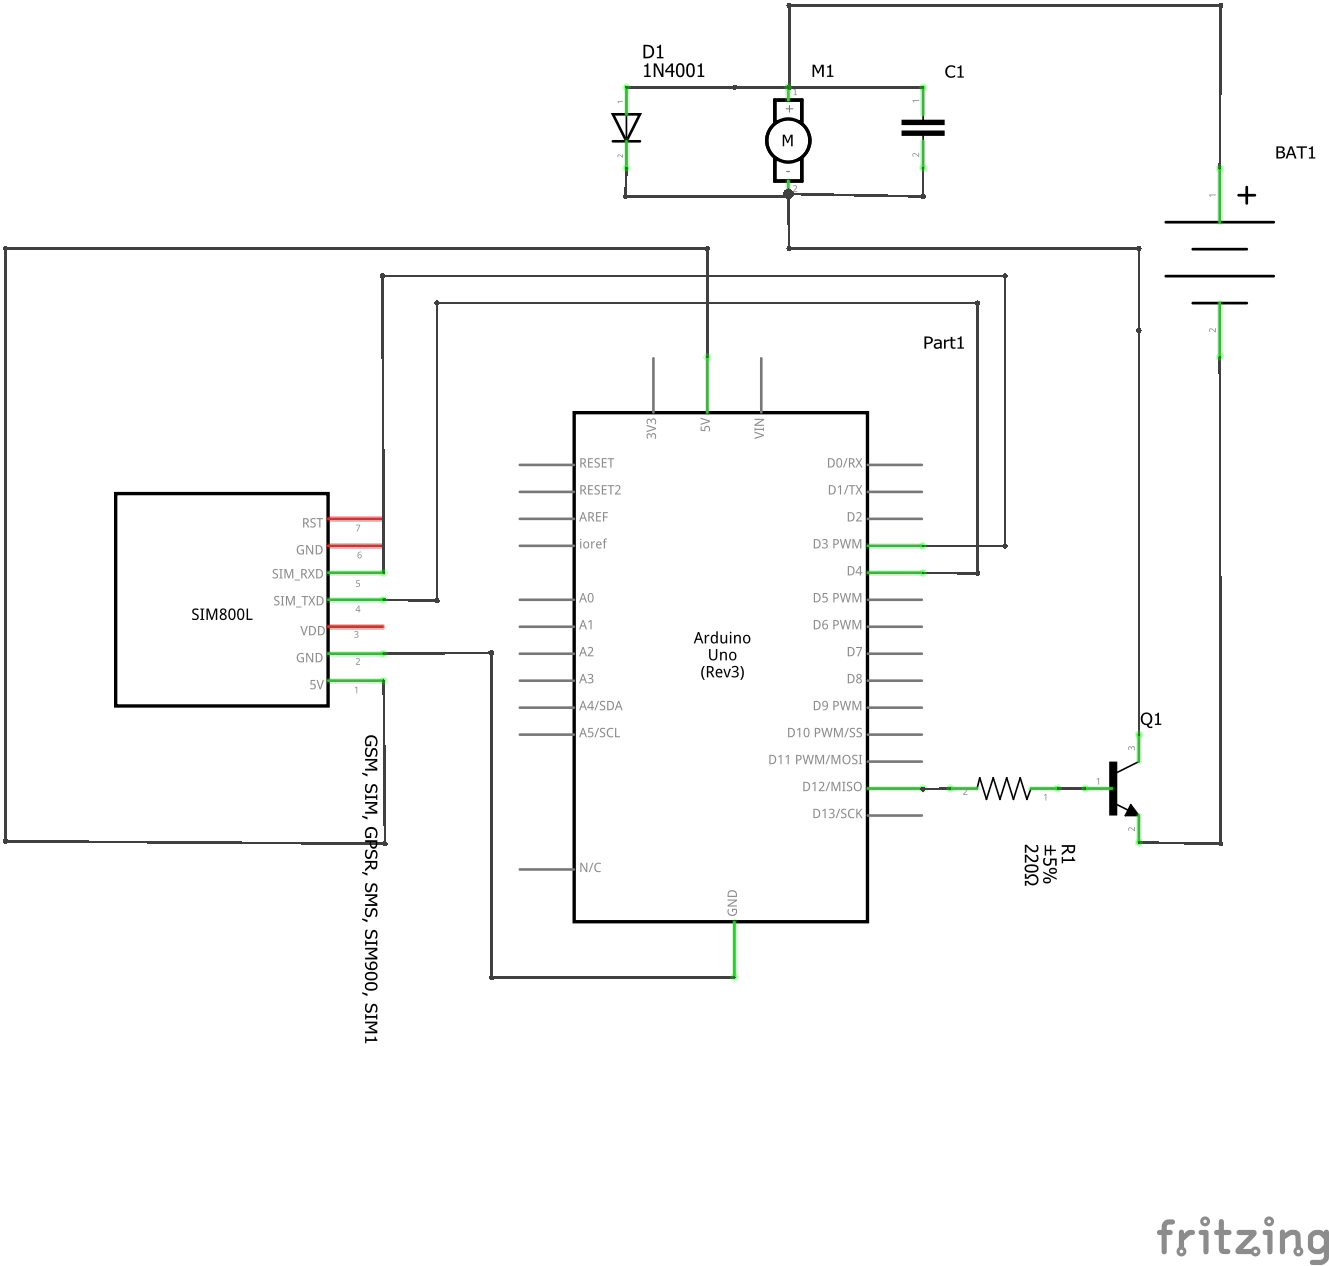 D1
1N4001
M1
C1
1
1
1
+
M
2
2
-
2
BAT1
1
+
2
Part1
3V3
5V
VIN
RESET
RESET2
AREF
ioref
A0
A1
A2
A3
A4/SDA
A5/SCL
N/C
D0/RX
D1/TX
D2
D3 PWM
D4
D5 PWM
D6 PWM
D7
D8
D9 PWM
D10 PWM/SS
D11 PWM/MOSI
D12/MISO
D13/SCK
GND
Arduino
Uno
(Rev3)
SIM800L
RST
7
GND
6
SIM_RXD
5
SIM_TXD
4
VDD
3
GND
2
5V
1
GSM, SIM, GPSR, SMS, SIM900, SIM1
Q1
3
1
2
2
1
R1
±5%
220Ω
fritzing